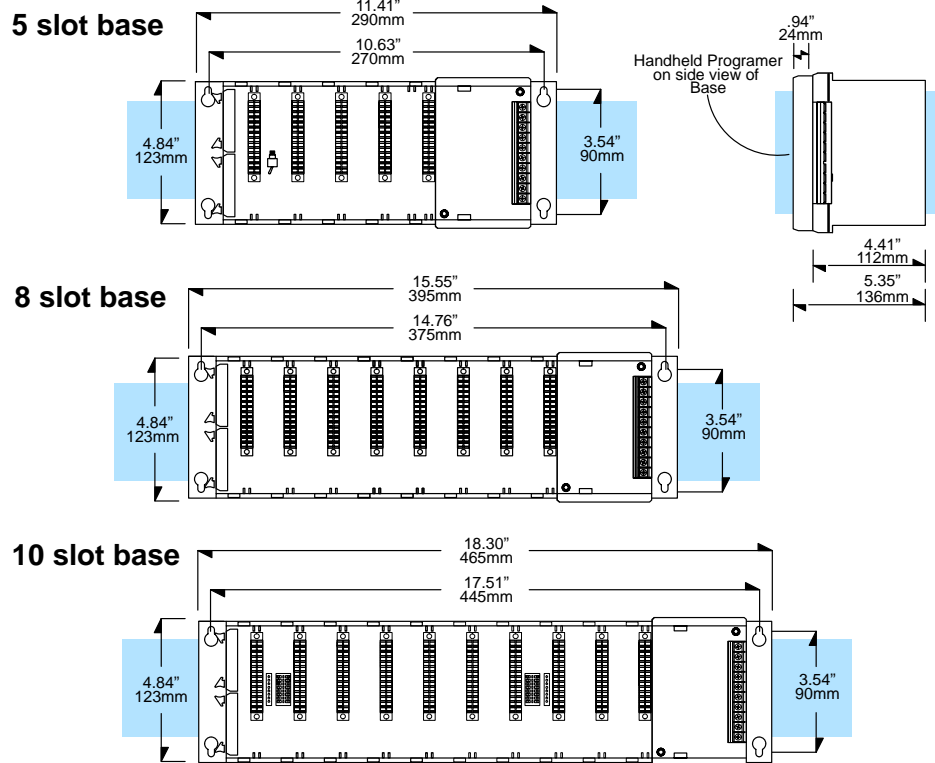 5 slot base
11.41”
290mm
10.63”
270mm
4.84”
123mm
3.54”
90mm
.94”
24mm
Handheld Programer
on side view of
Base
4.41”
112mm
5.35”
136mm
8 slot base
15.55”
395mm
14.76”
375mm
4.84”
123mm
3.54”
90mm
10 slot base
18.30”
465mm
17.51”
445mm
4.84”
123mm
3.54”
90mm